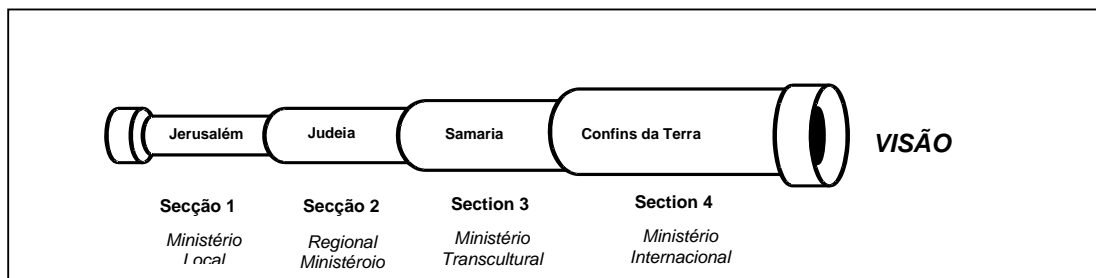 Jerusalém Judeia Samaria Confins da Terra
VISÃO
Secção 1 Secção 2 Section 3 Section 4
Ministério Regional Ministério Ministério
Local Ministéroio Transcultural Internacional